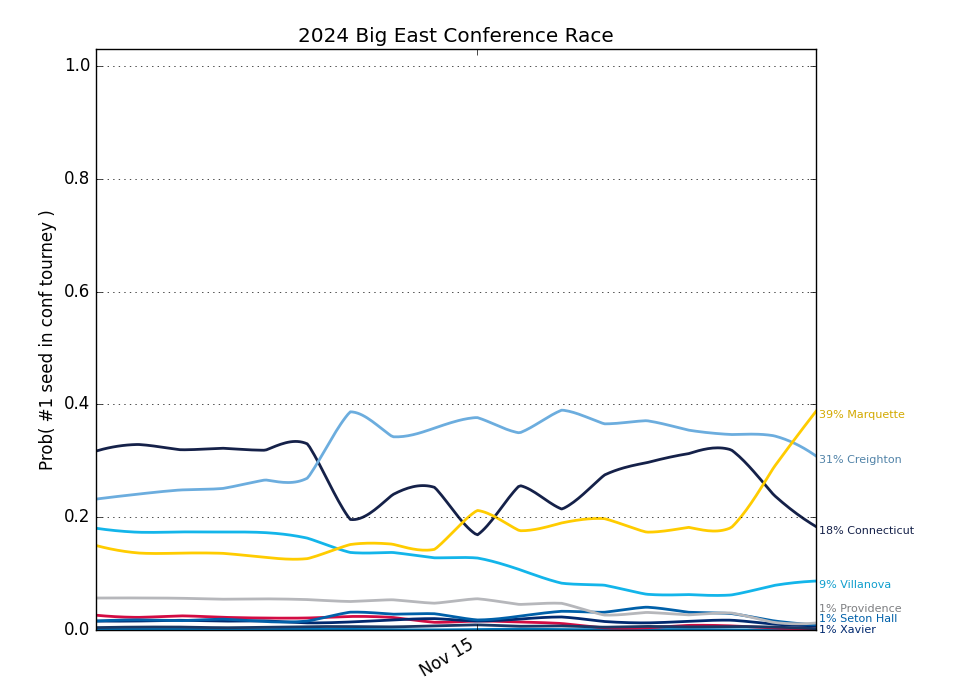 2024 Big East Conference Race
Prob( #1 seed in conf tourney )
1.0
0.8
0.6
0.4
0.2
0.0
Nov 15
39% Marquette
31% Creighton
18% Connecticut
9% Villanova
1% Providence
1% Seton Hall
1% Xavier